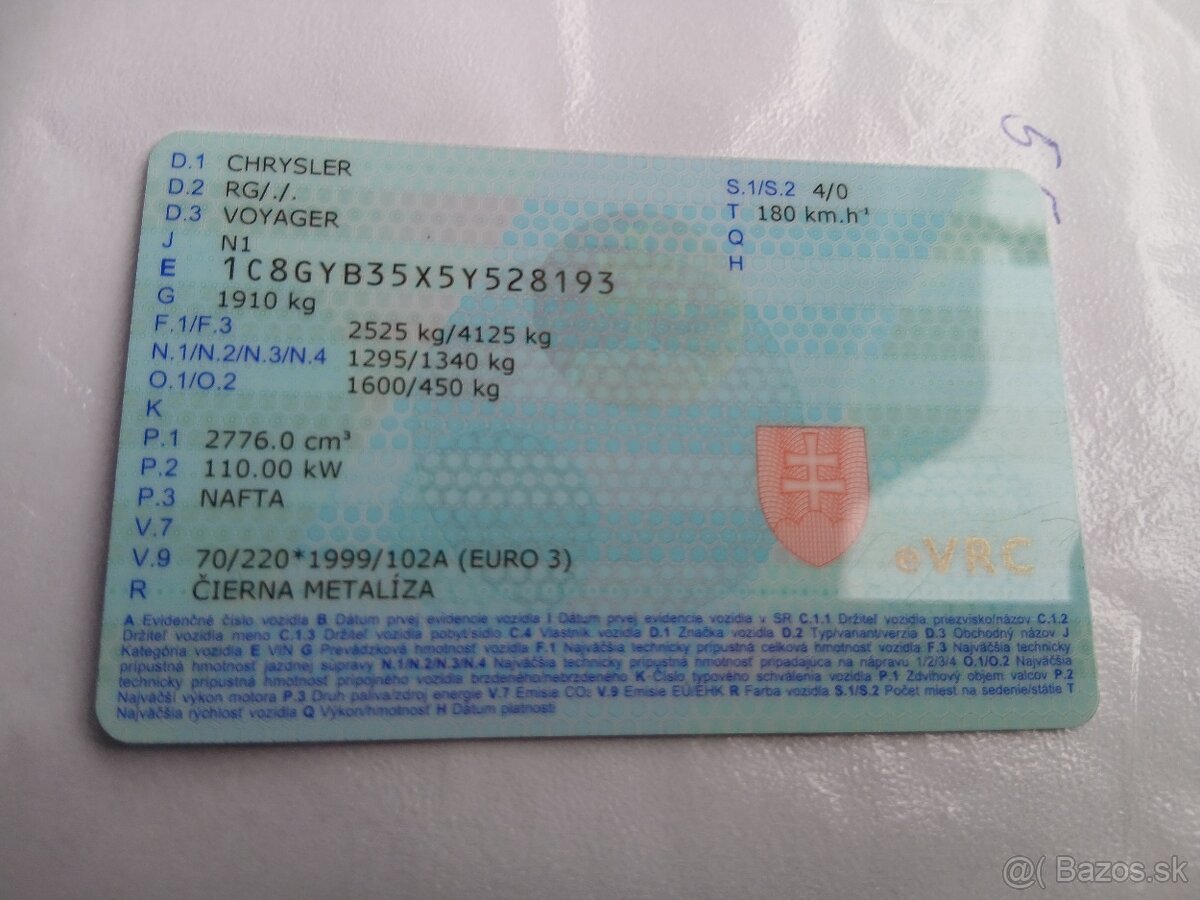 D.1 CHRYSLER
D.2 RG/./.
D.3 VOYAGER
J N1
E 1C8GYB35X5Y528193
G 1910 kg
F.1/F.3 2525 kg/4125 kg
N.1/N.2/N.3/N.4 1295/1340 kg
O.1/O.2 1600/450 kg
K
P.1 2776.0 cm³
P.2 110.00 kW
P.3 NAFTA
V.7
V.9 70/220*1999/102A (EURO 3)
R ČIERNA METALÍZA
S.1/S.2 4/0
T 180 km.h⁻¹
Q
H
eVRC
A Evidenčné číslo vozidla B Dátum prvej evidencie vozidla I Dátum prvej evidencie vozidla v SR C.1.1 Držiteľ vozidla priezvisko/názov C.1.2
Držiteľ vozidla meno C.1.3 Držiteľ vozidla pobyt/sídlo C.4 Vlastník vozidla D.1 Značka vozidla D.2 Typ/variant/verzia D.3 Obchodný názov J
Kategória vozidla E VIN G Prevádzková hmotnosť vozidla F.1 Najväčšia technicky prípustná celková hmotnosť vozidla F.3 Najväčšia technicky
prípustná hmotnosť jazdnej súpravy N.1/N.2/N.3/N.4 Najväčšia technicky prípustná hmotnosť pripadajúca na nápravu 1/2/3/4 O.1/O.2 Najväčšia
technicky prípustná hmotnosť prípojného vozidla brzdeného/nebrzdeného K Číslo typového schválenia vozidla P.1 Zdvihový objem valcov P.2
Najväčší výkon motora P.3 Druh paliva/zdroj energie V.7 Emisie CO₂ V.9 Emisie EU/EHK R Farba vozidla S.1/S.2 Počet miest na sedenie/státie T
Najväčšia rýchlosť vozidla Q Výkon/hmotnosť H Dátum platnosti
@( Bazos.sk